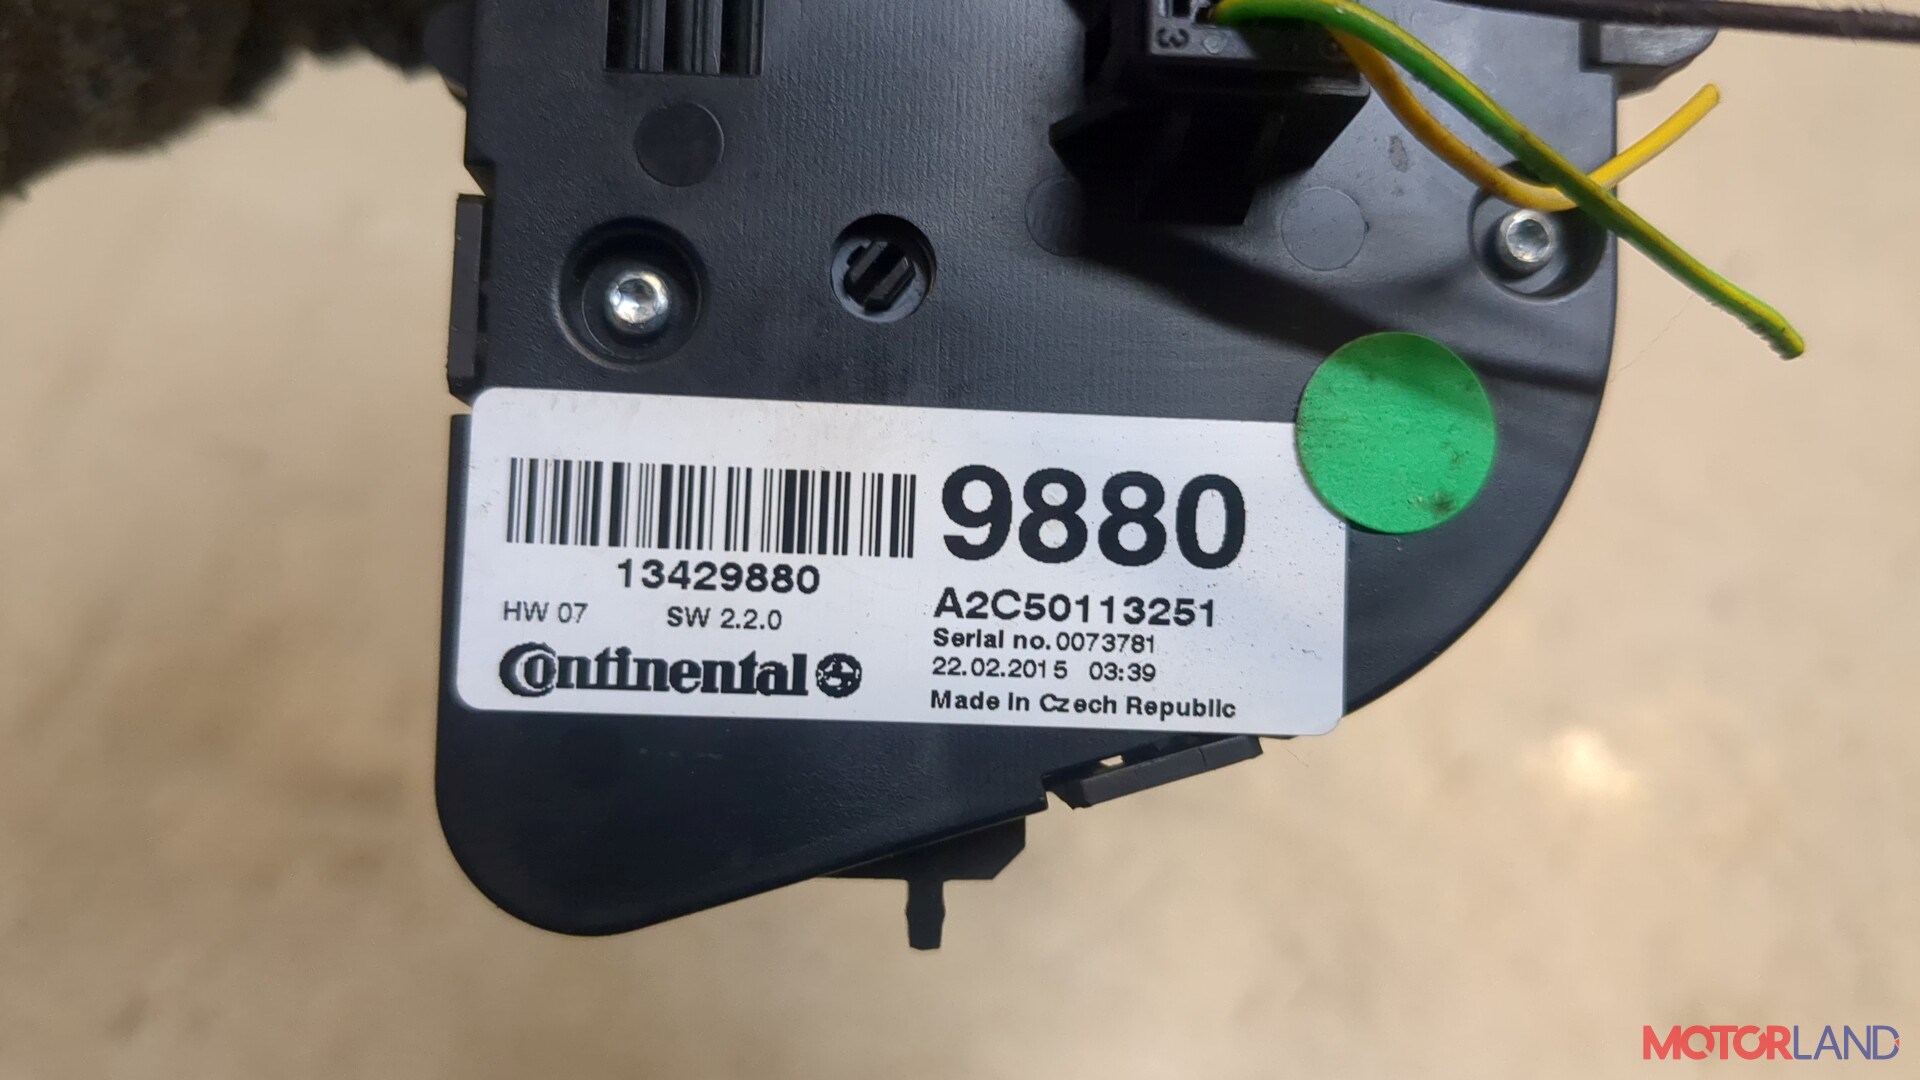 3
9880
13429880
A2C50113251
HW 07 SW 2.2.0
Serial no. 0073781
Continental
22.02.2015 03:39
Made In Czech Republic
MOTORLAND